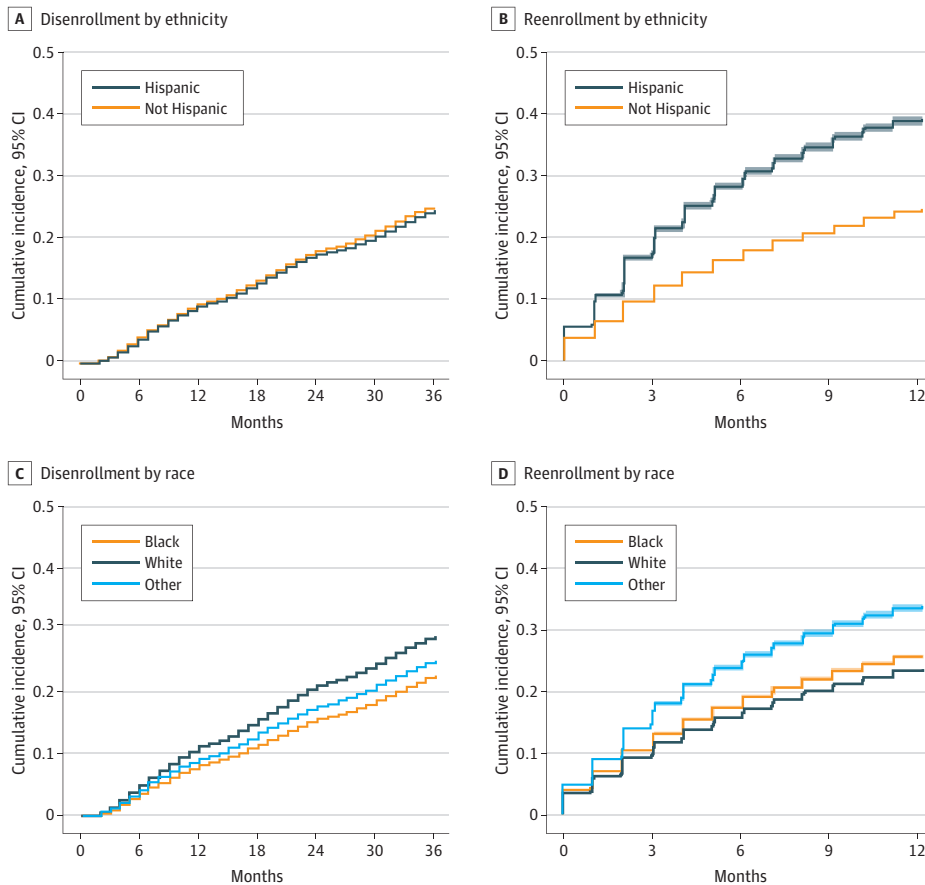 A Disenrollment by ethnicity
0.5
0.4
0.3
0.2
0.1
0
Cumulative incidence, 95% CI
Hispanic
Not Hispanic
0 6 12 18 24 30 36
Months
B Reenrollment by ethnicity
0.5
0.4
0.3
0.2
0.1
0
Cumulative incidence, 95% CI
Hispanic
Not Hispanic
0 3 6 9 12
Months
C Disenrollment by race
0.5
0.4
0.3
0.2
0.1
0
Cumulative incidence, 95% CI
Black
White
Other
0 6 12 18 24 30 36
Months
D Reenrollment by race
0.5
0.4
0.3
0.2
0.1
0
Cumulative incidence, 95% CI
Black
White
Other
0 3 6 9 12
Months